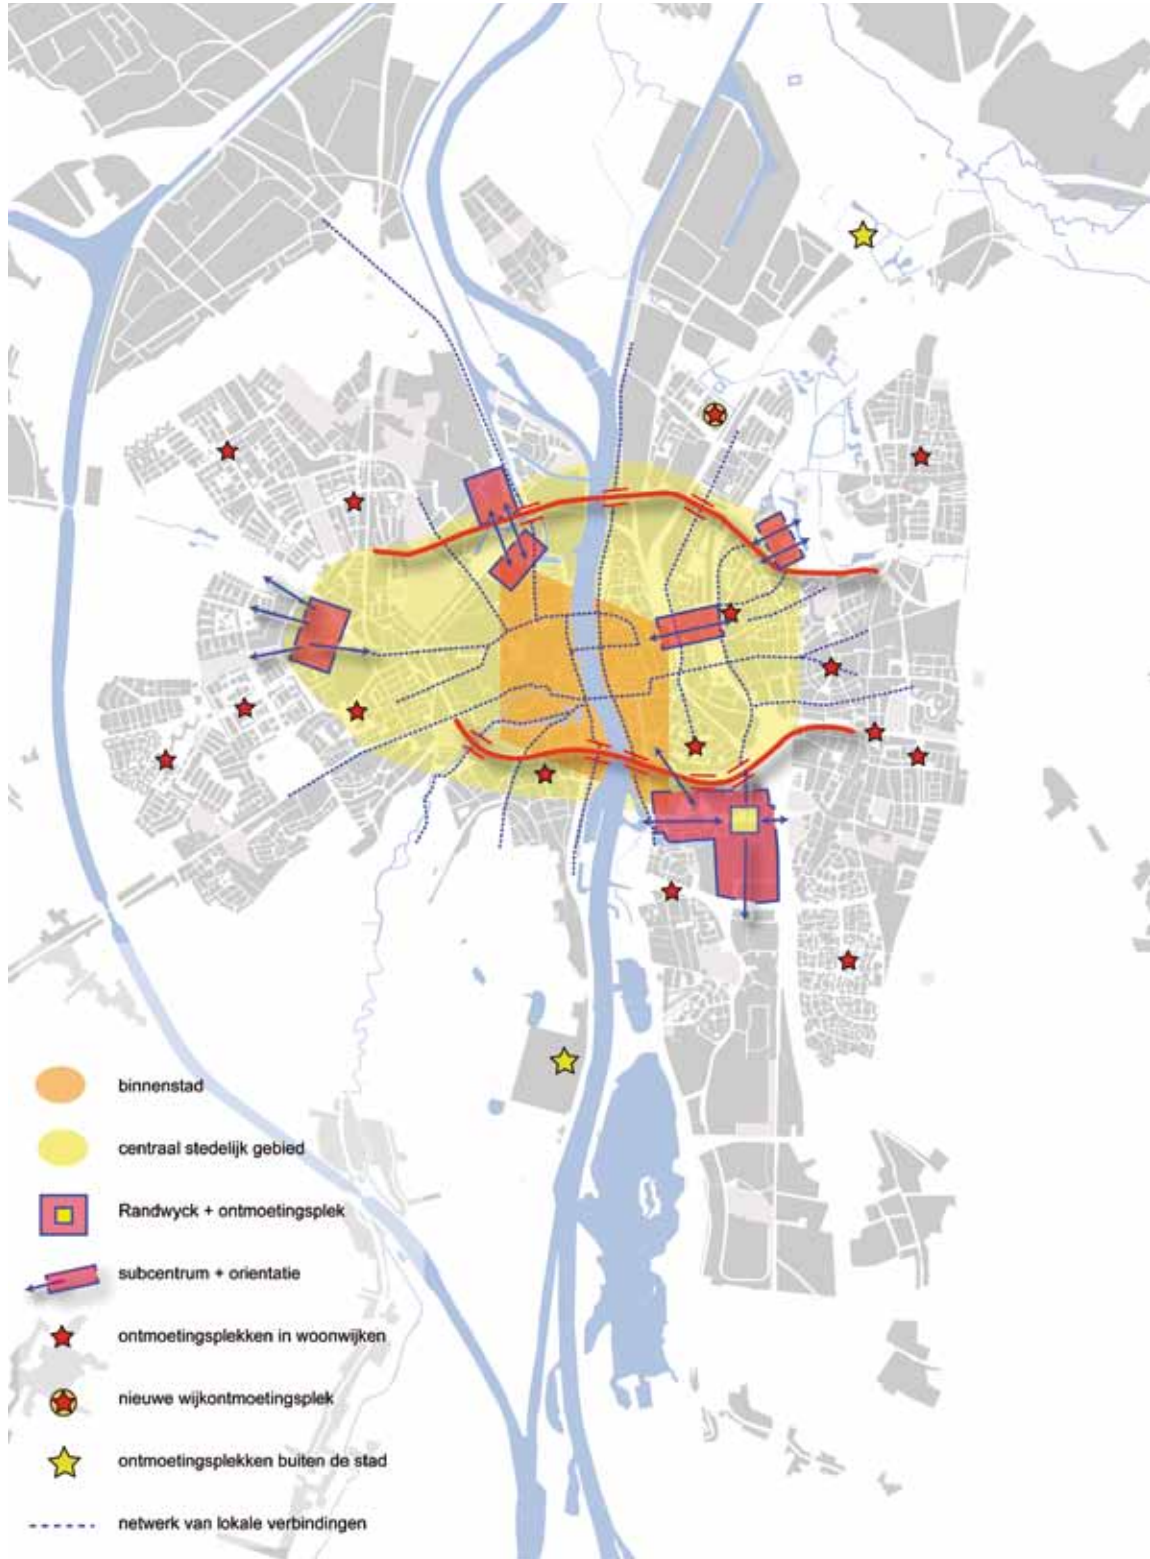 binnenstad
centraal stedelijk gebied
Randwyck + ontmoetingsplek
subcentrum + orientatie
ontmoetingsplekken in woonwijken
nieuwe wijkontmoetingsplek
ontmoetingsplekken buiten de stad
netwerk van lokale verbindingen